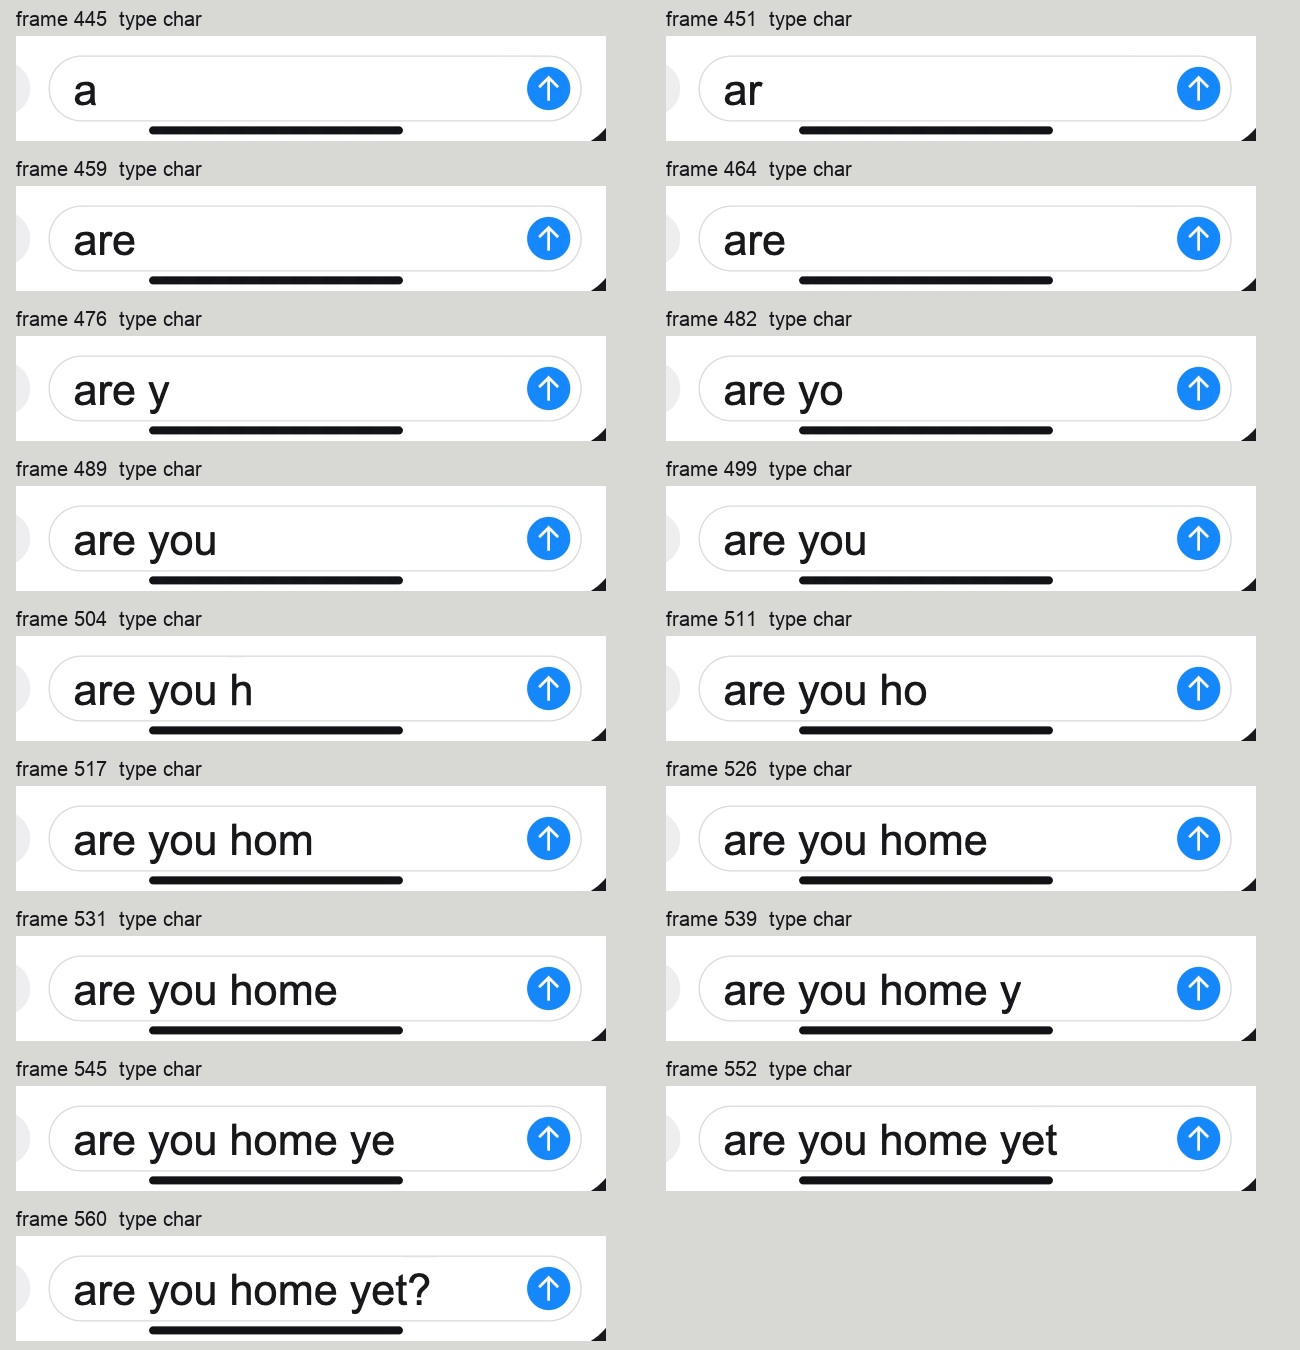 frame 445 type char
a
frame 451 type char
ar
frame 459 type char
are
frame 464 type char
are
frame 476 type char
are y
frame 482 type char
are yo
frame 489 type char
are you
frame 499 type char
are you
frame 504 type char
are you h
frame 511 type char
are you ho
frame 517 type char
are you hom
frame 526 type char
are you home
frame 531 type char
are you home
frame 539 type char
are you home y
frame 545 type char
are you home ye
frame 552 type char
are you home yet
frame 560 type char
are you home yet?